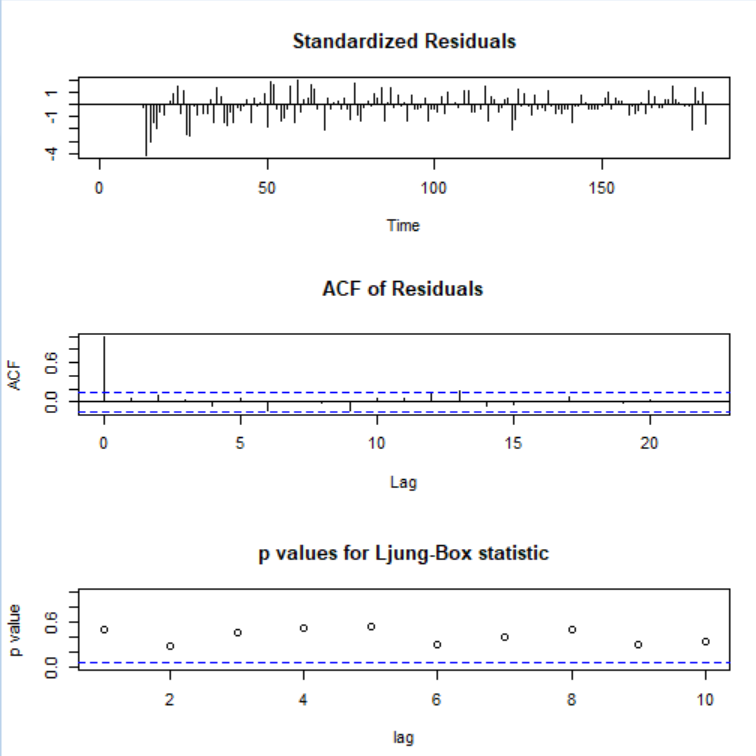 Standardized Residuals
1
-1
-4
0 50 100 150
Time
ACF of Residuals
ACF
0.6
0.0
0 5 10 15 20
Lag
p values for Ljung-Box statistic
p value
0.6
0.0
2 4 6 8 10
lag